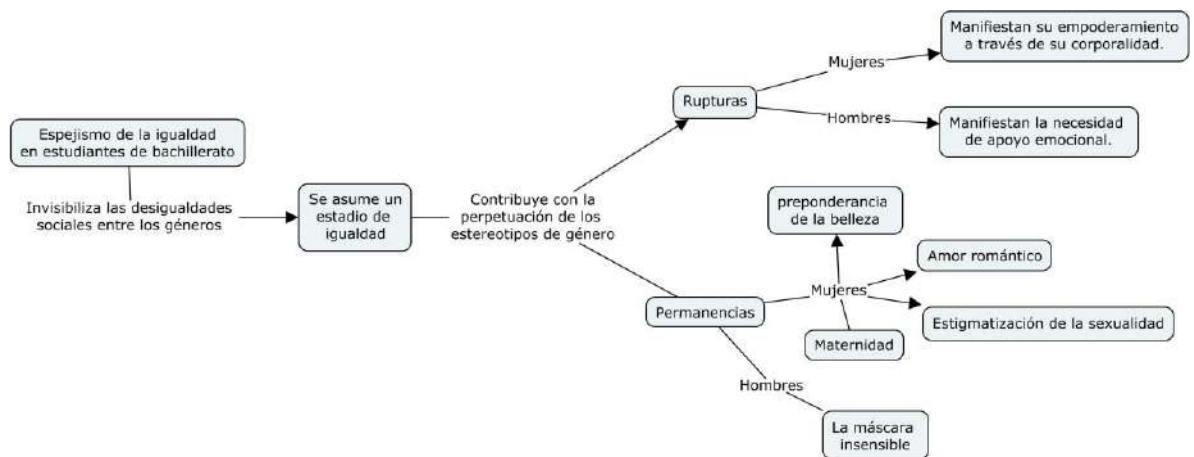 Espejismo de la igualdad
en estudiantes de bachillerato
Invisibiliza las desigualdades
sociales entre los géneros
Se asume un
estadio de
igualdad
Contribuye con la
perpetuación de los
estereotipos de género
Rupturas
Mujeres
Manifiestan su empoderamiento
a través de su corporalidad.
Hombres
Manifiestan la necesidad
de apoyo emocional.
Permanencias
Mujeres
preponderancia
de la belleza
Amor romántico
Estigmatización de la sexualidad
Maternidad
Hombres
La máscara
insensible